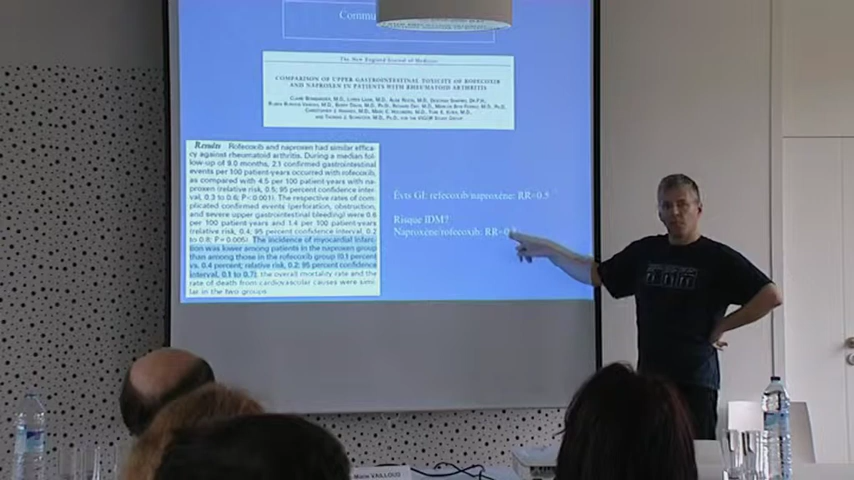 Commu
The New England Journal of Medicine
COMPARISON OF UPPER GASTROINTESTINAL TOXICITY OF ROFECOXIB
AND NAPROXEN IN PATIENTS WITH RHEUMATOID ARTHRITIS
Results Rofecoxib and naproxen had similar effica-
cy against rheumatoid arthritis. During a median fol-
low-up of 9.0 months, 2.1 confirmed gastrointestinal
events per 100 patient-years occurred with rofecoxib,
as compared with 4.5 per 100 patient-years with na-
proxen (relative risk, 0.5; 95 percent confidence inter-
val, 0.3 to 0.6; P<0.001). The respective rates of com-
plicated confirmed events (perforation, obstruction,
and severe upper gastrointestinal bleeding) were 0.6
per 100 patient-years and 1.4 per 100 patient-years
(relative risk, 0.4; 95 percent confidence interval, 0.2
to 0.8; P=0.005). The incidence of myocardial infarc-
tion was lower among patients in the naproxen group
than among those in the rofecoxib group (0.1 percent
vs. 0.4 percent; relative risk, 0.2; 95 percent confidence
interval, 0.1 to 0.7); the overall mortality rate and the
rate of death from cardiovascular causes were simi-
lar in the two groups.
Évts GI: refecoxib/naproxène: RR=0.5
Risque IDM?
Naproxène/rofecoxib: RR=0.
Marie VAILLOUD